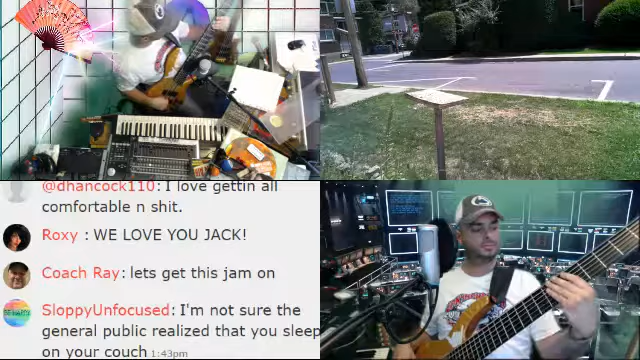 @dhancock110: I love gettin all
comfortable n shit.
Roxy : WE LOVE YOU JACK!
Coach Ray: lets get this jam on
SloppyUnfocused: I'm not sure the
general public realized that you sleep
on your couch 1:43pm